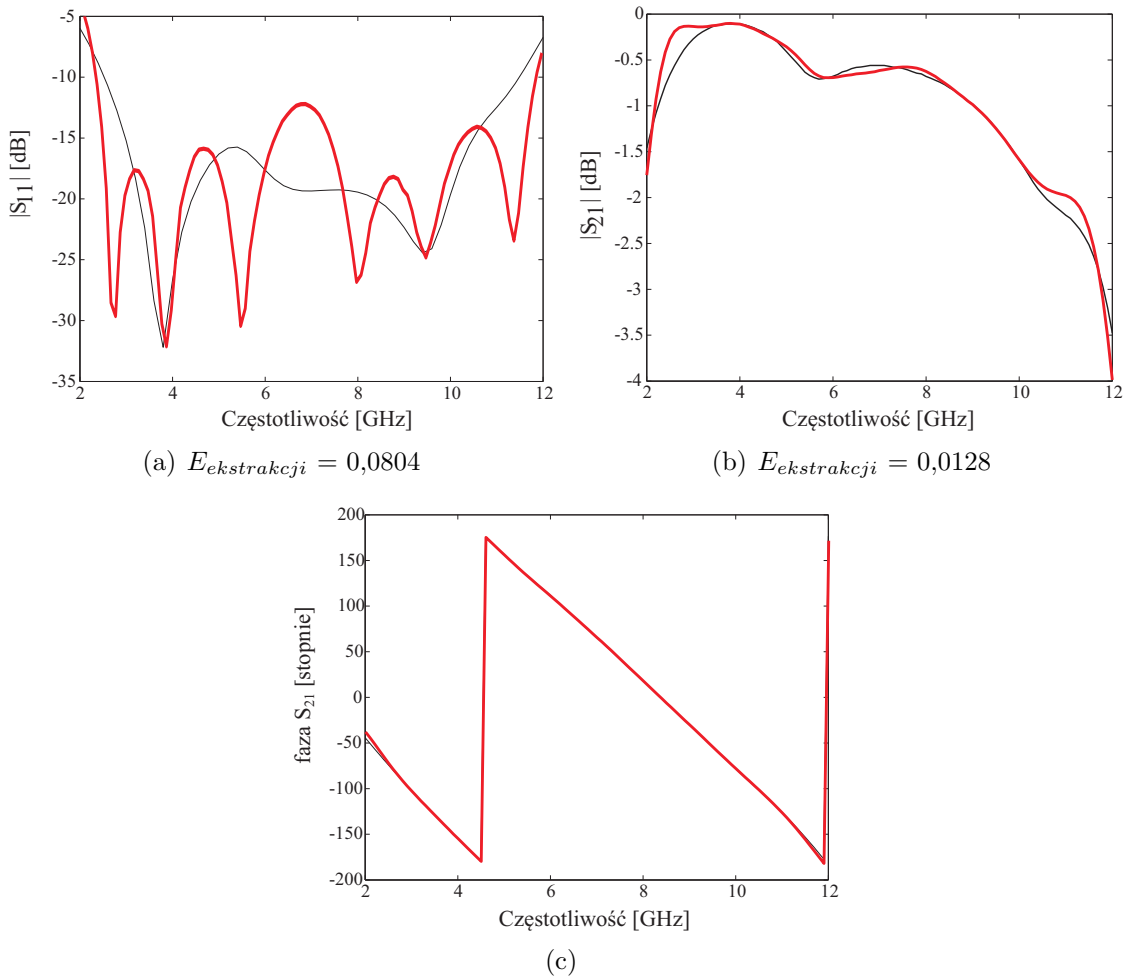 |S11| [dB]
-5
-10
-15
-20
-25
-30
-35
2 4 6 8 10 12
Częstotliwość [GHz]
(a) Eekstrakcji = 0,0804
|S21| [dB]
0
-0.5
-1
-1.5
-2
-2.5
-3
-3.5
-4
2 4 6 8 10 12
Częstotliwość [GHz]
(b) Eekstrakcji = 0,0128
faza S21 [stopnie]
200
150
100
50
0
-50
-100
-150
-200
2 4 6 8 10 12
Częstotliwość [GHz]
(c)